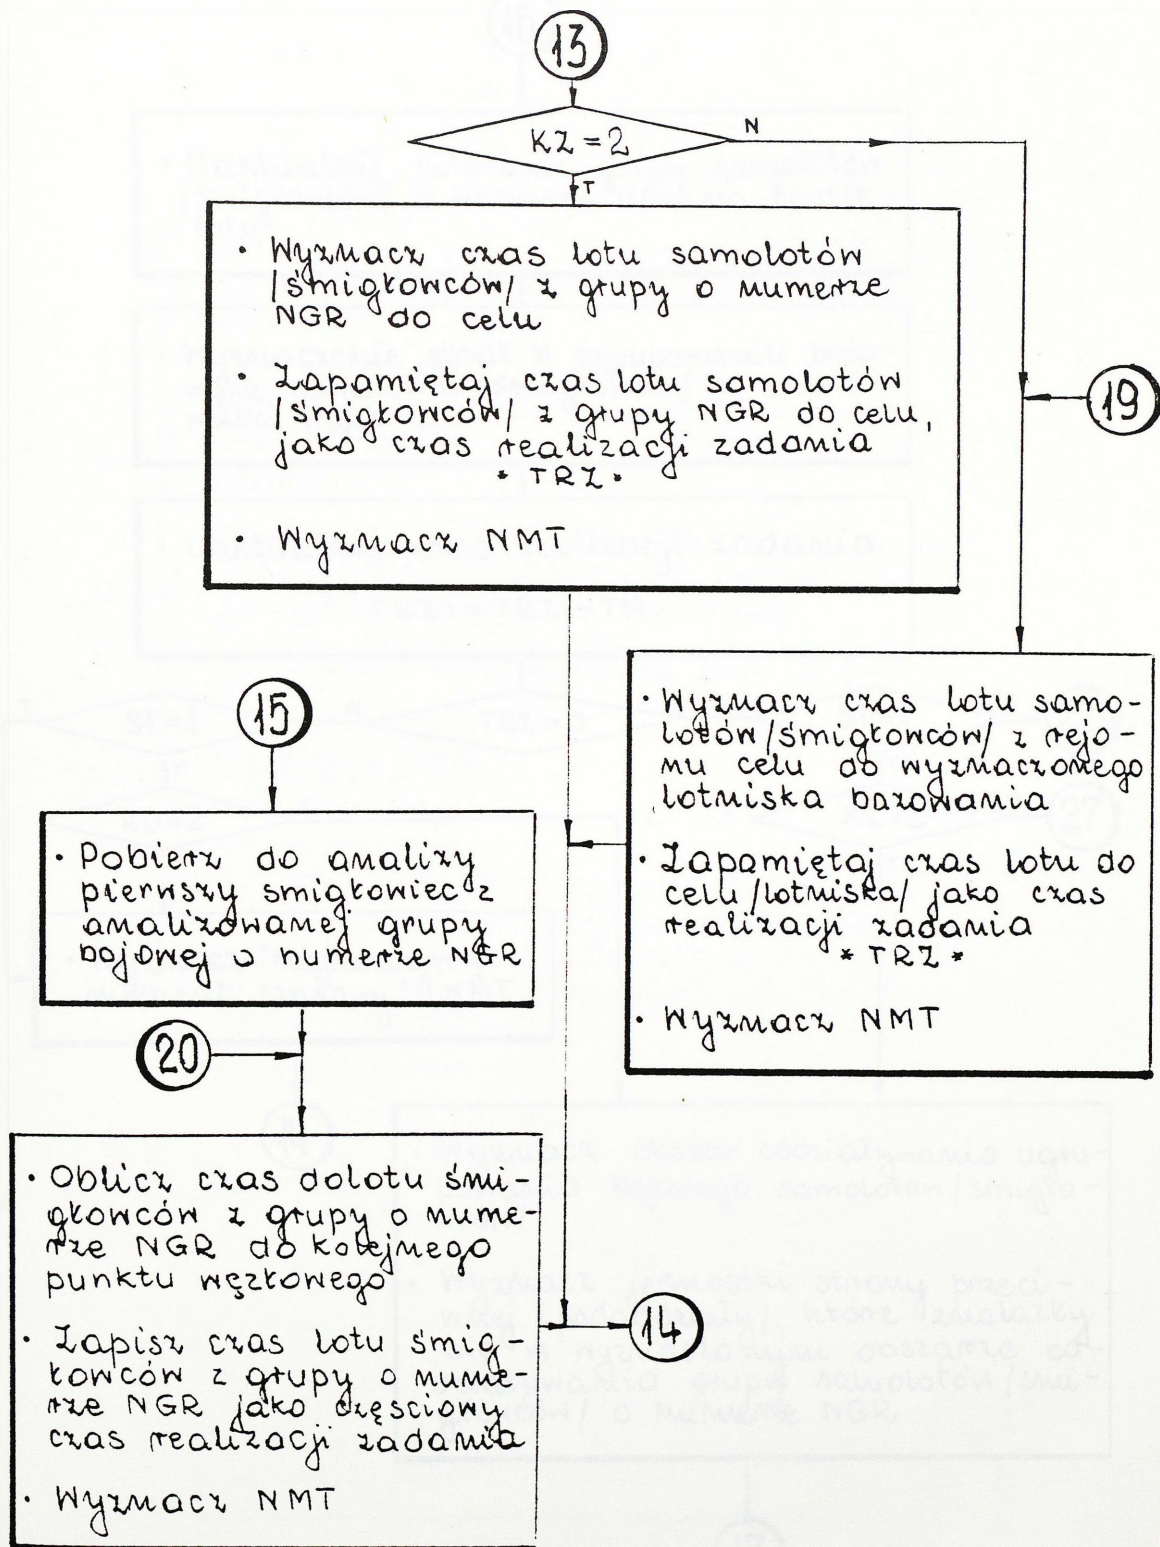 13
KZ = 2
N
T
• Wyznacz czas lotu samolotów
/śmigłowców/ z grupy o numerze
NGR do celu
• Zapamiętaj czas lotu samolotów
/śmigłowców/ z grupy NGR do celu,
jako czas realizacji zadania
* TRZ *
• Wyznacz NMT
19
• Wyznacz czas lotu samo-
lotów/śmigłowców/ z rejo-
nu celu do wyznaczonego
lotniska bazowania
• Zapamiętaj czas lotu do
celu/lotniska/ jako czas
realizacji zadania
* TRZ *
• Wyznacz NMT
15
• Pobierz do analizy
pierwszy smigłowiec z
analizowanej grupy
bojowej o numerze NGR
20
• Oblicz czas dolotu śmi-
głowców z grupy o nume-
rze NGR do kolejnego
punktu węzłowego
• Zapisz czas lotu śmig-
łowców z grupy o nume-
rze NGR jako częściowy
czas realizacji zadania
• Wyznacz NMT
14